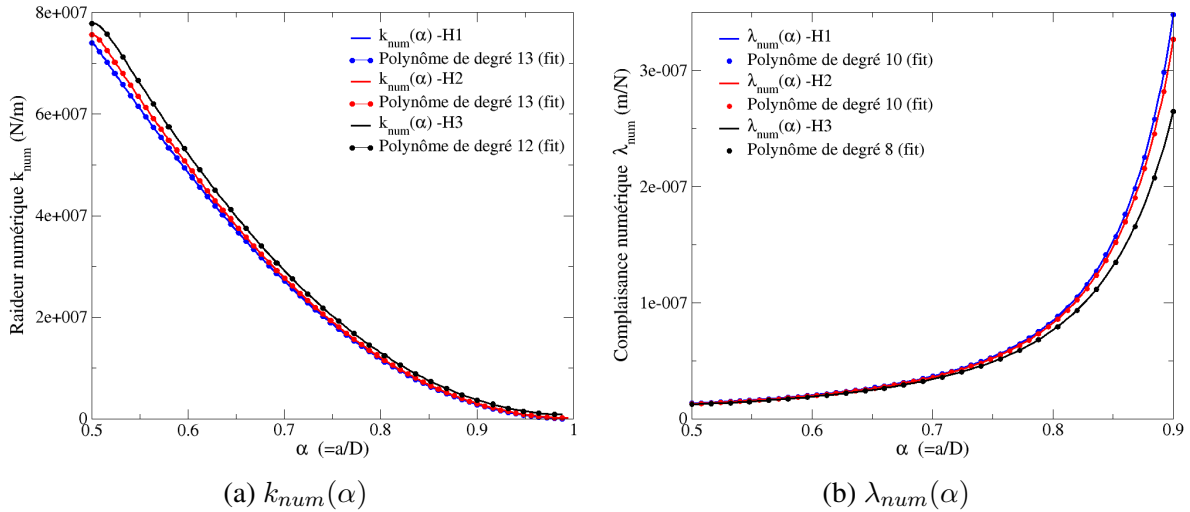 8e+007
6e+007
4e+007
2e+007
0
Raideur numérique k_num (N/m)
k_num(α) -H1
Polynôme de degré 13 (fit)
k_num(α) -H2
Polynôme de degré 13 (fit)
k_num(α) -H3
Polynôme de degré 12 (fit)
0.5 0.6 0.7 0.8 0.9 1
α (=a/D)
(a) k_num(α)
3e-007
2e-007
1e-007
0
Complaisance numérique λ_num (m/N)
λ_num(α) -H1
Polynôme de degré 10 (fit)
λ_num(α) -H2
Polynôme de degré 10 (fit)
λ_num(α) -H3
Polynôme de degré 8 (fit)
0.5 0.6 0.7 0.8 0.9
α (=a/D)
(b) λ_num(α)